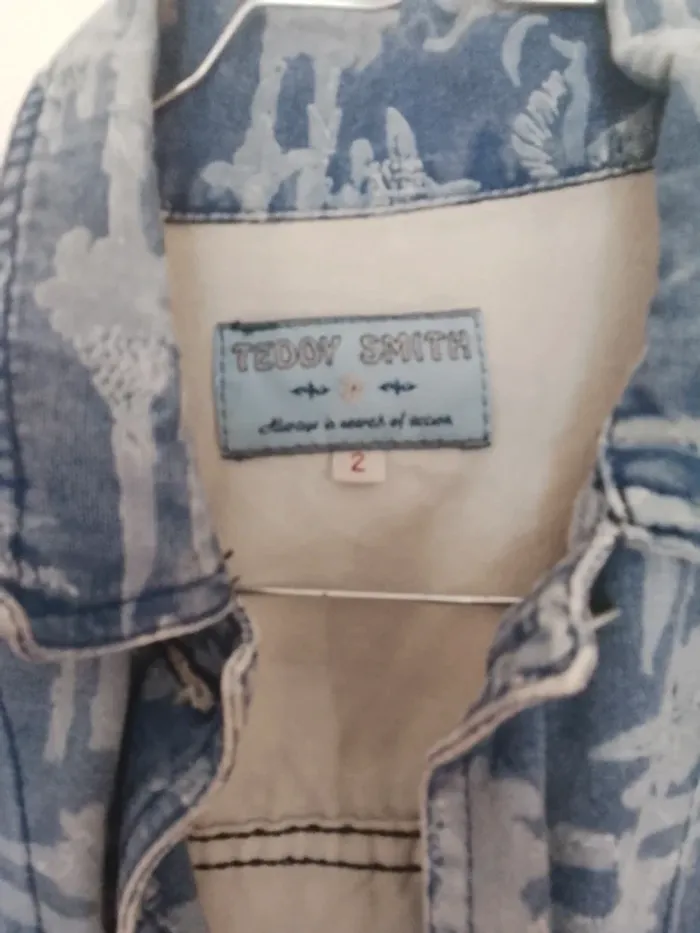 TEDDY SMITH
Always in search of action
2